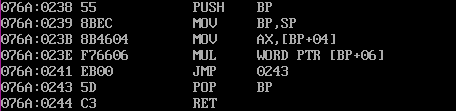 076A:0238 55 PUSH BP
076A:0239 8BEC MOV BP,SP
076A:023B 8B4604 MOV AX,[BP+04]
076A:023E F76606 MUL WORD PTR [BP+06]
076A:0241 EB00 JMP 0243
076A:0243 5D POP BP
076A:0244 C3 RET